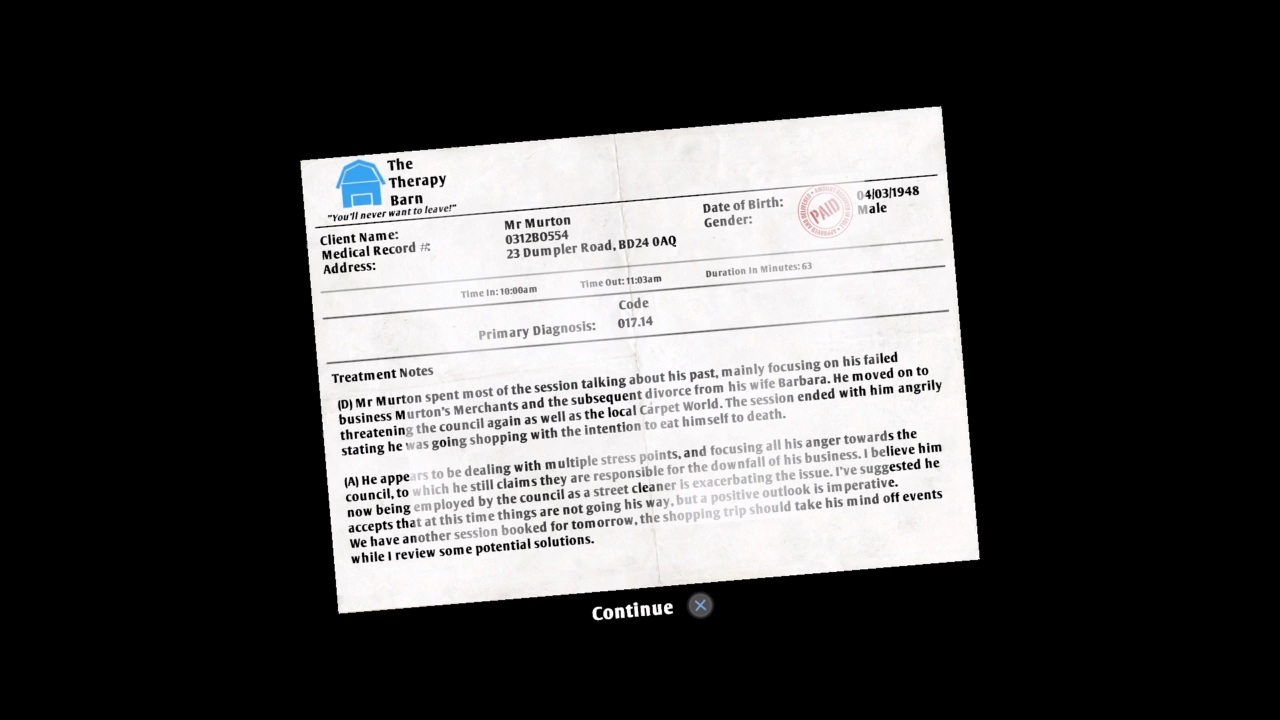 The
Therapy
Barn
"You'll never want to leave!"
Client Name: Mr Murton Date of Birth: 04/03/1948
Medical Record #: 0312B0554 Gender: Male
Address: 23 Dumpler Road, BD24 0AQ
PAID
Time In: 10:00am Time Out: 11:03am Duration In Minutes: 63
Code
Primary Diagnosis: 017.14
Treatment Notes
(D) Mr Murton spent most of the session talking about his past, mainly focusing on his failed
business Murton's Merchants and the subsequent divorce from his wife Barbara. He moved on to
threatening the council again as well as the local Carpet World. The session ended with him angrily
stating he was going shopping with the intention to eat himself to death.
(A) He appears to be dealing with multiple stress points, and focusing all his anger towards the
council, to which he still claims they are responsible for the downfall of his business. I believe him
now being employed by the council as a street cleaner is exacerbating the issue. I've suggested he
accepts that at this time things are not going his way, but a positive outlook is imperative.
We have another session booked for tomorrow, the shopping trip should take his mind off events
while I review some potential solutions.
Continue